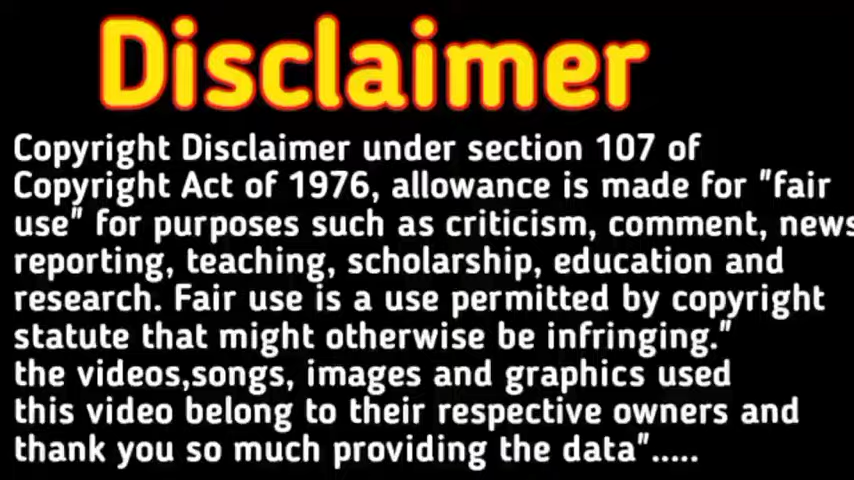 Disclaimer
Copyright Disclaimer under section 107 of
Copyright Act of 1976, allowance is made for "fair
use" for purposes such as criticism, comment, news
reporting, teaching, scholarship, education and
research. Fair use is a use permitted by copyright
statute that might otherwise be infringing."
the videos,songs, images and graphics used
this video belong to their respective owners and
thank you so much providing the data".....